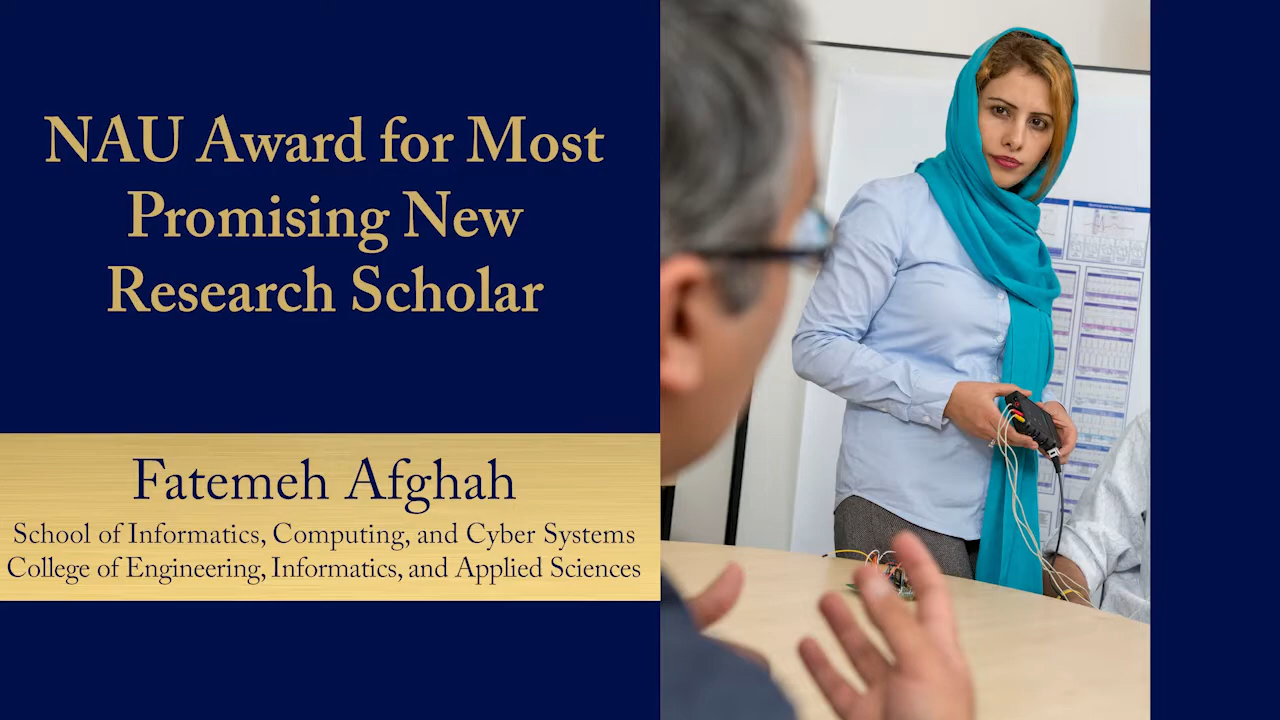 NAU Award for Most
Promising New
Research Scholar
Fatemeh Afghah
School of Informatics, Computing, and Cyber Systems
College of Engineering, Informatics, and Applied Sciences